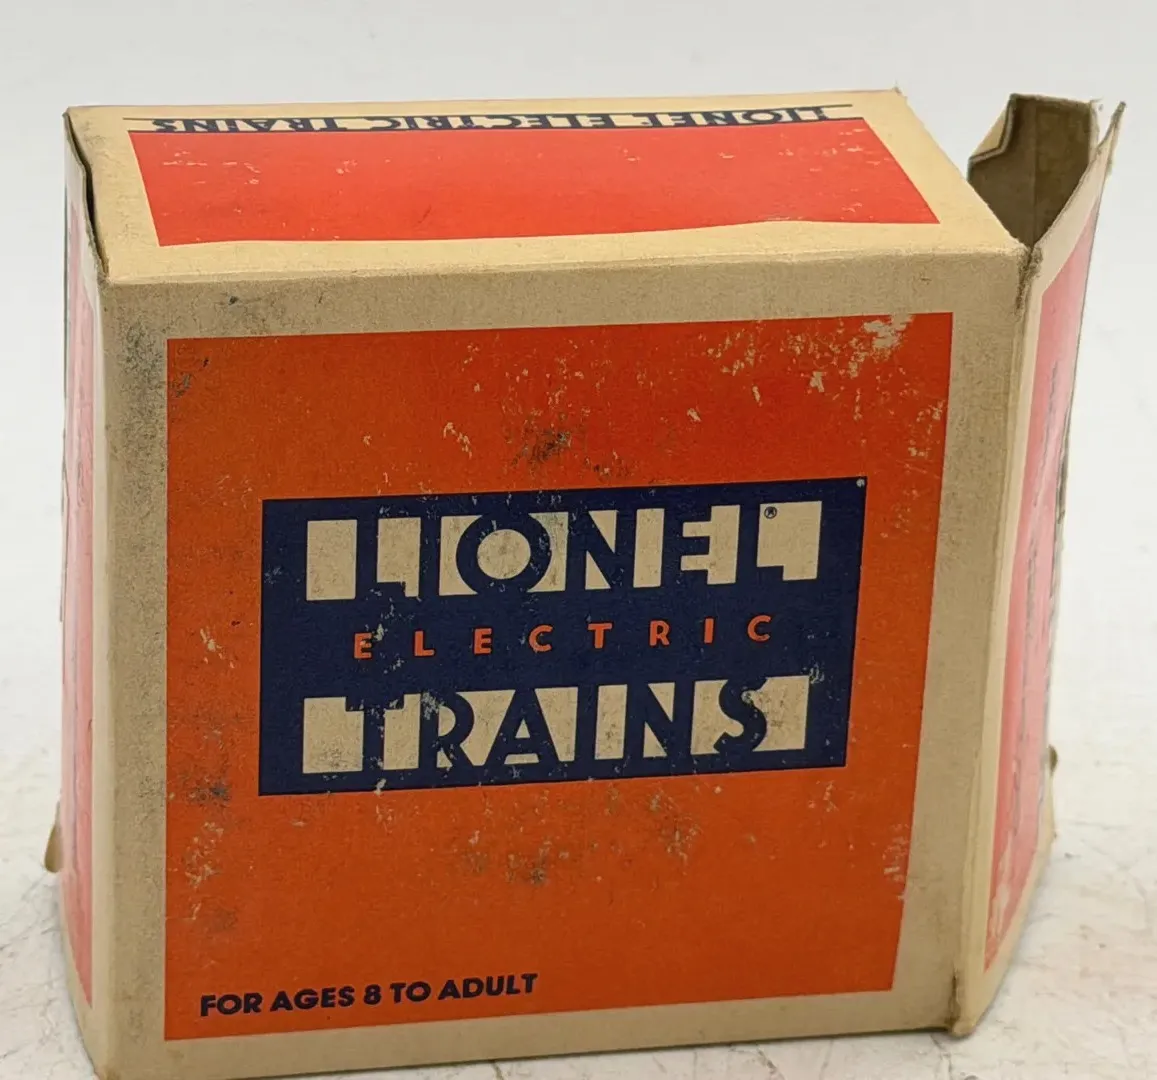 LIONEL ELECTRIC TRAINS
LIONEL®
ELECTRIC
TRAINS
FOR AGES 8 TO ADULT